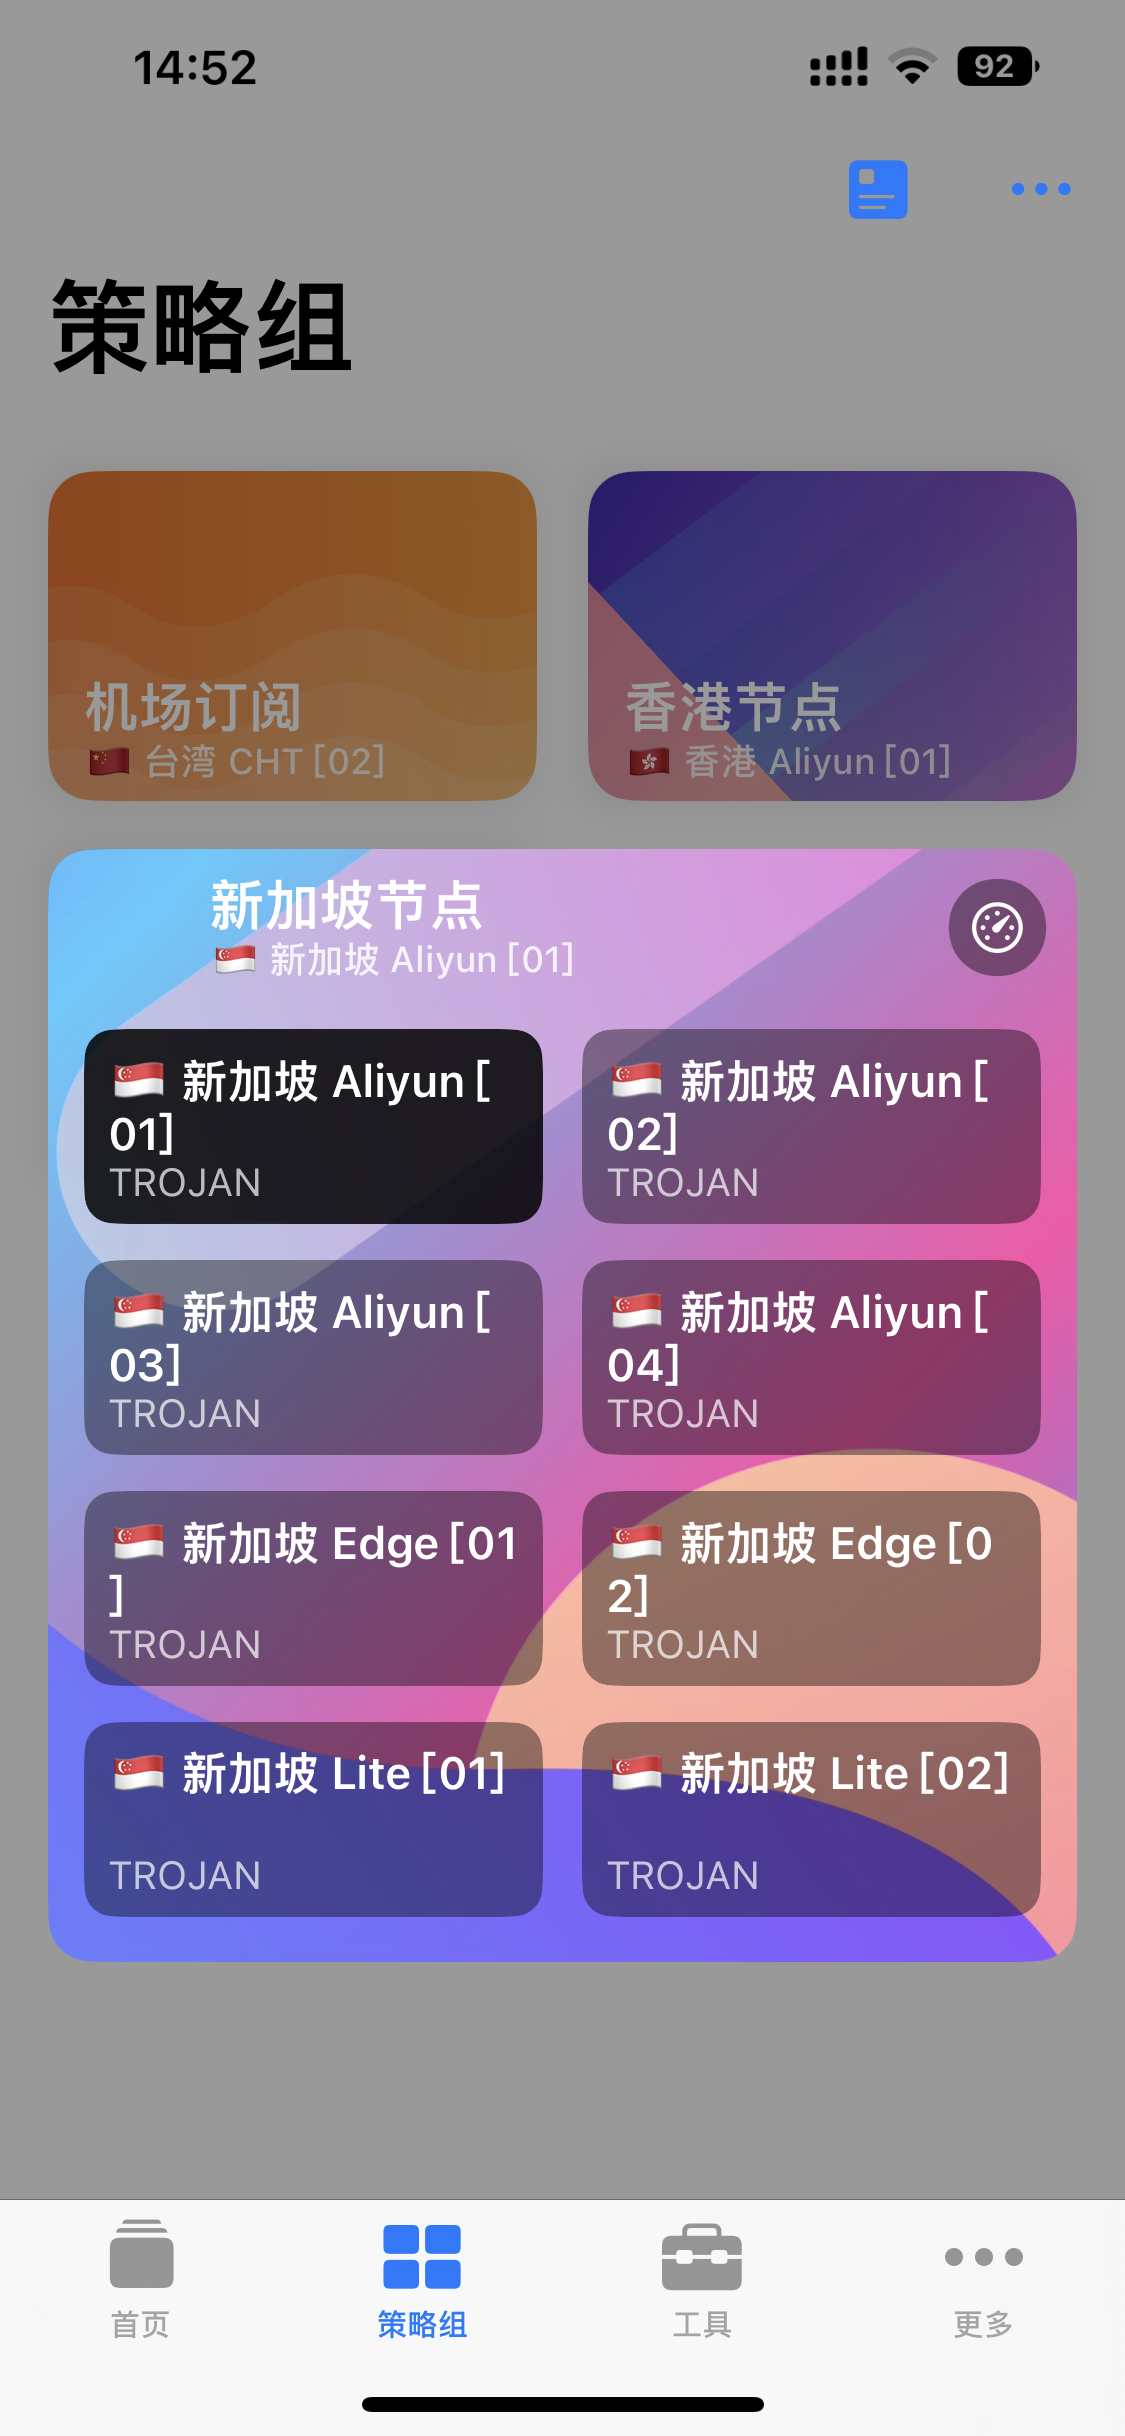 14:52
92
策略组
机场订阅
🇨🇳 台湾 CHT [02]
香港节点
🇭🇰 香港 Aliyun [01]
新加坡节点
🇸🇬 新加坡 Aliyun [01]
🇸🇬 新加坡 Aliyun [
01]
TROJAN
🇸🇬 新加坡 Aliyun [
02]
TROJAN
🇸🇬 新加坡 Aliyun [
03]
TROJAN
🇸🇬 新加坡 Aliyun [
04]
TROJAN
🇸🇬 新加坡 Edge [01
]
TROJAN
🇸🇬 新加坡 Edge [0
2]
TROJAN
🇸🇬 新加坡 Lite [01]
TROJAN
🇸🇬 新加坡 Lite [02]
TROJAN
首页
策略组
工具
更多